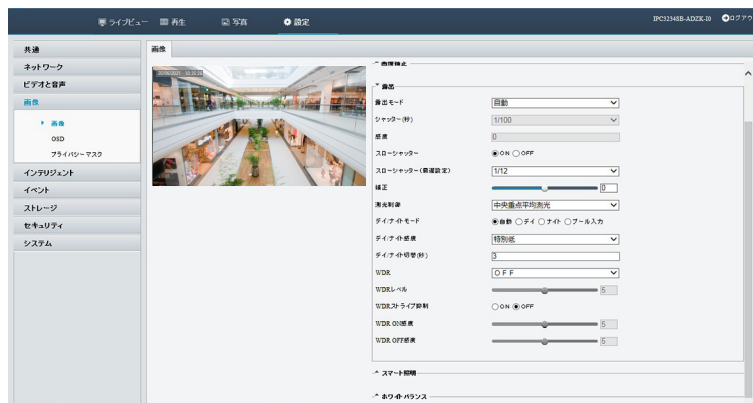 ライブビュー 再生 写真 設定 IPC3234SB-ADZK-I0 ログアウ
共通
ネットワーク
ビデオと音声
画像
画像
OSD
プライバシーマスク
インテリジェント
イベント
ストレージ
セキュリティ
システム
画像
画像補正
露出
露出モード 自動
シャッター(秒) 1/100
感度 0
スローシャッター ON OFF
スローシャッター(最遅設定) 1/12
補正 0
測光制御 中央重点平均測光
デイ/ナイトモード 自動 デイ ナイト ブール入力
デイ/ナイト感度 特別低
デイ/ナイト切替(秒) 3
WDR OFF
WDRレベル 5
WDRストライプ抑制 ON OFF
WDR ON感度 5
WDR OFF感度 5
スマート照明
ホワイトバランス